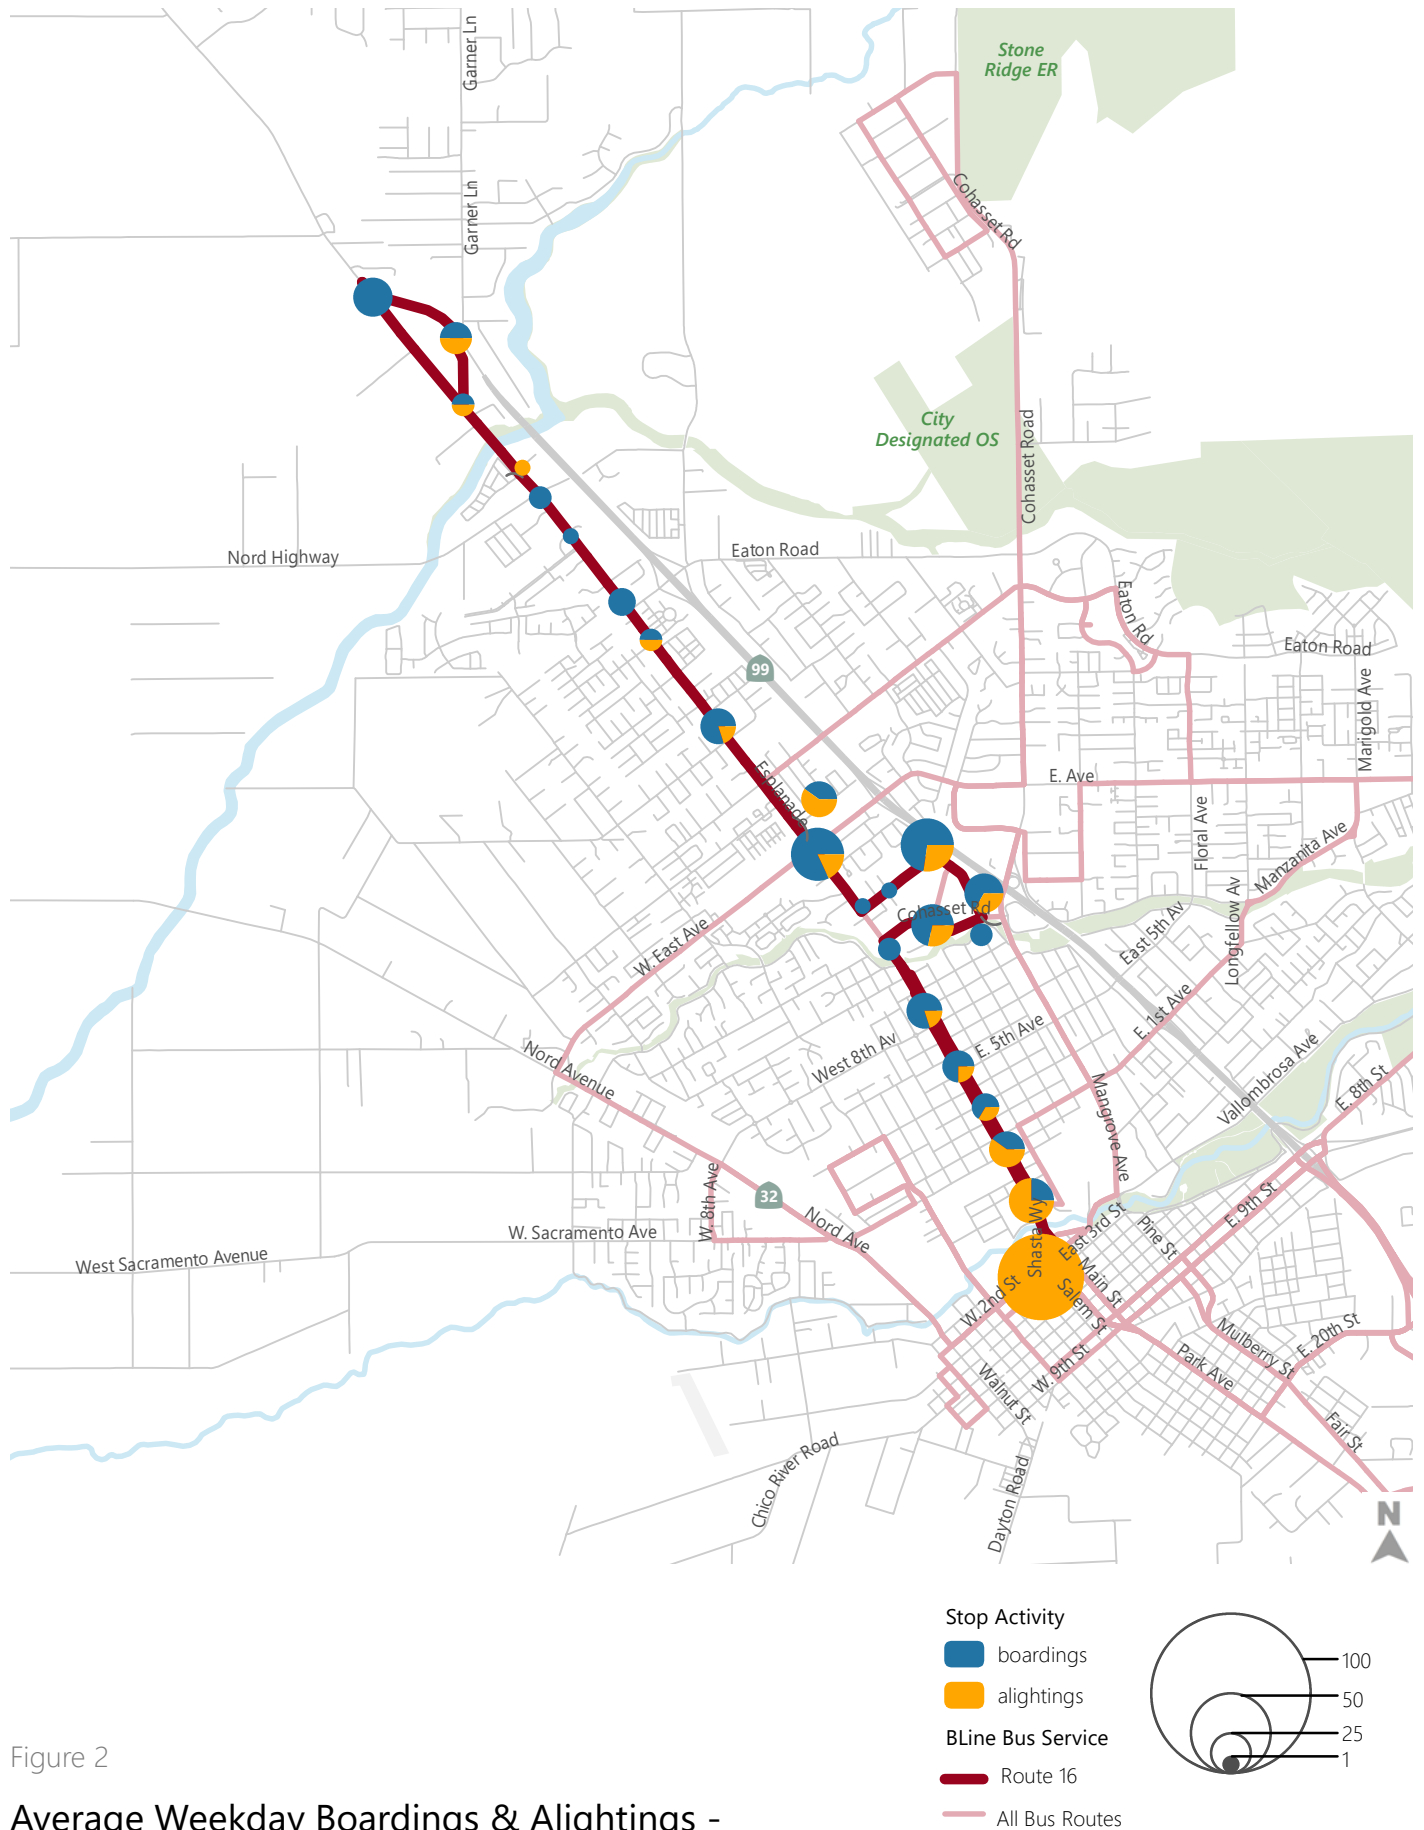 Stone
Ridge ER
Garner Ln
Garner Ln
Cohasset Rd
City
Designated OS
Cohasset Road
Nord Highway
Eaton Road
Eaton Rd
Eaton Road
99
Marigold Ave
Esplanade
E. Ave
Floral Ave
Manzanita Ave
Longfellow Av
Cohasset Rd
W. East Ave
East 5th Av
E. 1st Ave
E. 5th Ave
West 8th Av
Nord Avenue
Mangrove Ave
Vallombrosa Ave
E. 8th St
W. 8th Ave
32
Nord Ave
W. Sacramento Ave
West Sacramento Avenue
Shasta Wy
East 3rd St
Pine St
E. 9th St
Main St
Salem St
W. 2nd St
Mulberry St
E. 20th St
W. 9th St
Walnut St
Park Ave
Fair St
Chico River Road
Dayton Road
N
Stop Activity
boardings
alightings
BLine Bus Service
Route 16
All Bus Routes
100
50
25
1
Figure 2
Average Weekday Boardings & Alightings -